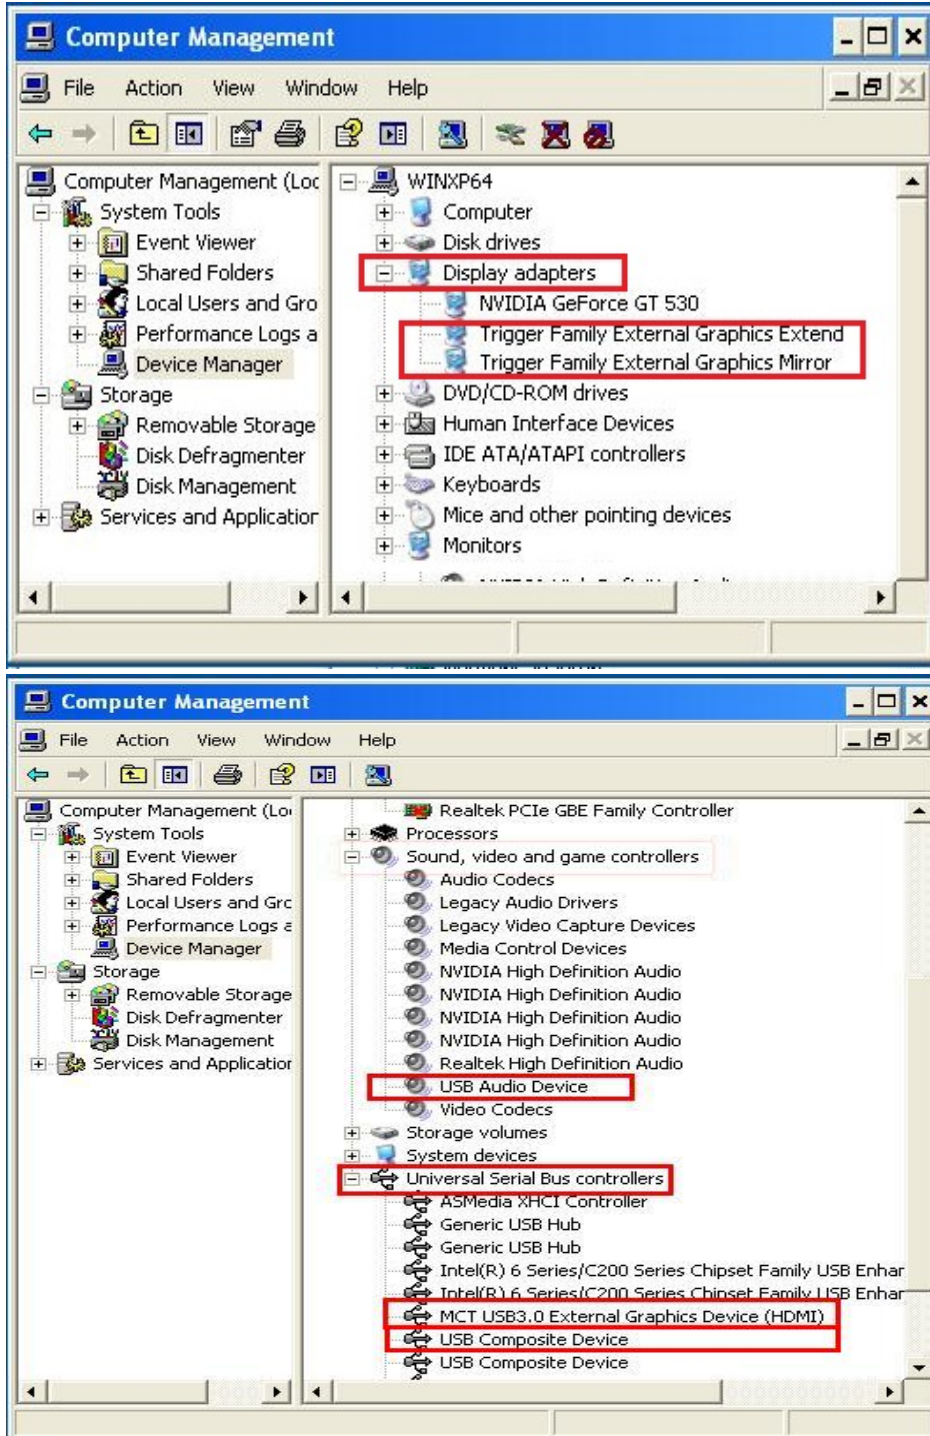 Computer Management
File Action View Window Help
Computer Management (Loc
System Tools
Event Viewer
Shared Folders
Local Users and Gro
Performance Logs a
Device Manager
Storage
Removable Storage
Disk Defragmenter
Disk Management
Services and Application
WINXP64
Computer
Disk drives
Display adapters
NVIDIA GeForce GT 530
Trigger Family External Graphics Extend
Trigger Family External Graphics Mirror
DVD/CD-ROM drives
Human Interface Devices
IDE ATA/ATAPI controllers
Keyboards
Mice and other pointing devices
Monitors
Computer Management
File Action View Window Help
Computer Management (Lo
System Tools
Event Viewer
Shared Folders
Local Users and Grc
Performance Logs a
Device Manager
Storage
Removable Storage
Disk Defragmenter
Disk Management
Services and Application
Realtek PCIe GBE Family Controller
Processors
Sound, video and game controllers
Audio Codecs
Legacy Audio Drivers
Legacy Video Capture Devices
Media Control Devices
NVIDIA High Definition Audio
NVIDIA High Definition Audio
NVIDIA High Definition Audio
NVIDIA High Definition Audio
Realtek High Definition Audio
USB Audio Device
Video Codecs
Storage volumes
System devices
Universal Serial Bus controllers
ASMedia XHCI Controller
Generic USB Hub
Generic USB Hub
Intel(R) 6 Series/C200 Series Chipset Family USB Enhar
Intel(R) 6 Series/C200 Series Chipset Family USB Enhar
MCT USB3.0 External Graphics Device (HDMI)
USB Composite Device
USB Composite Device